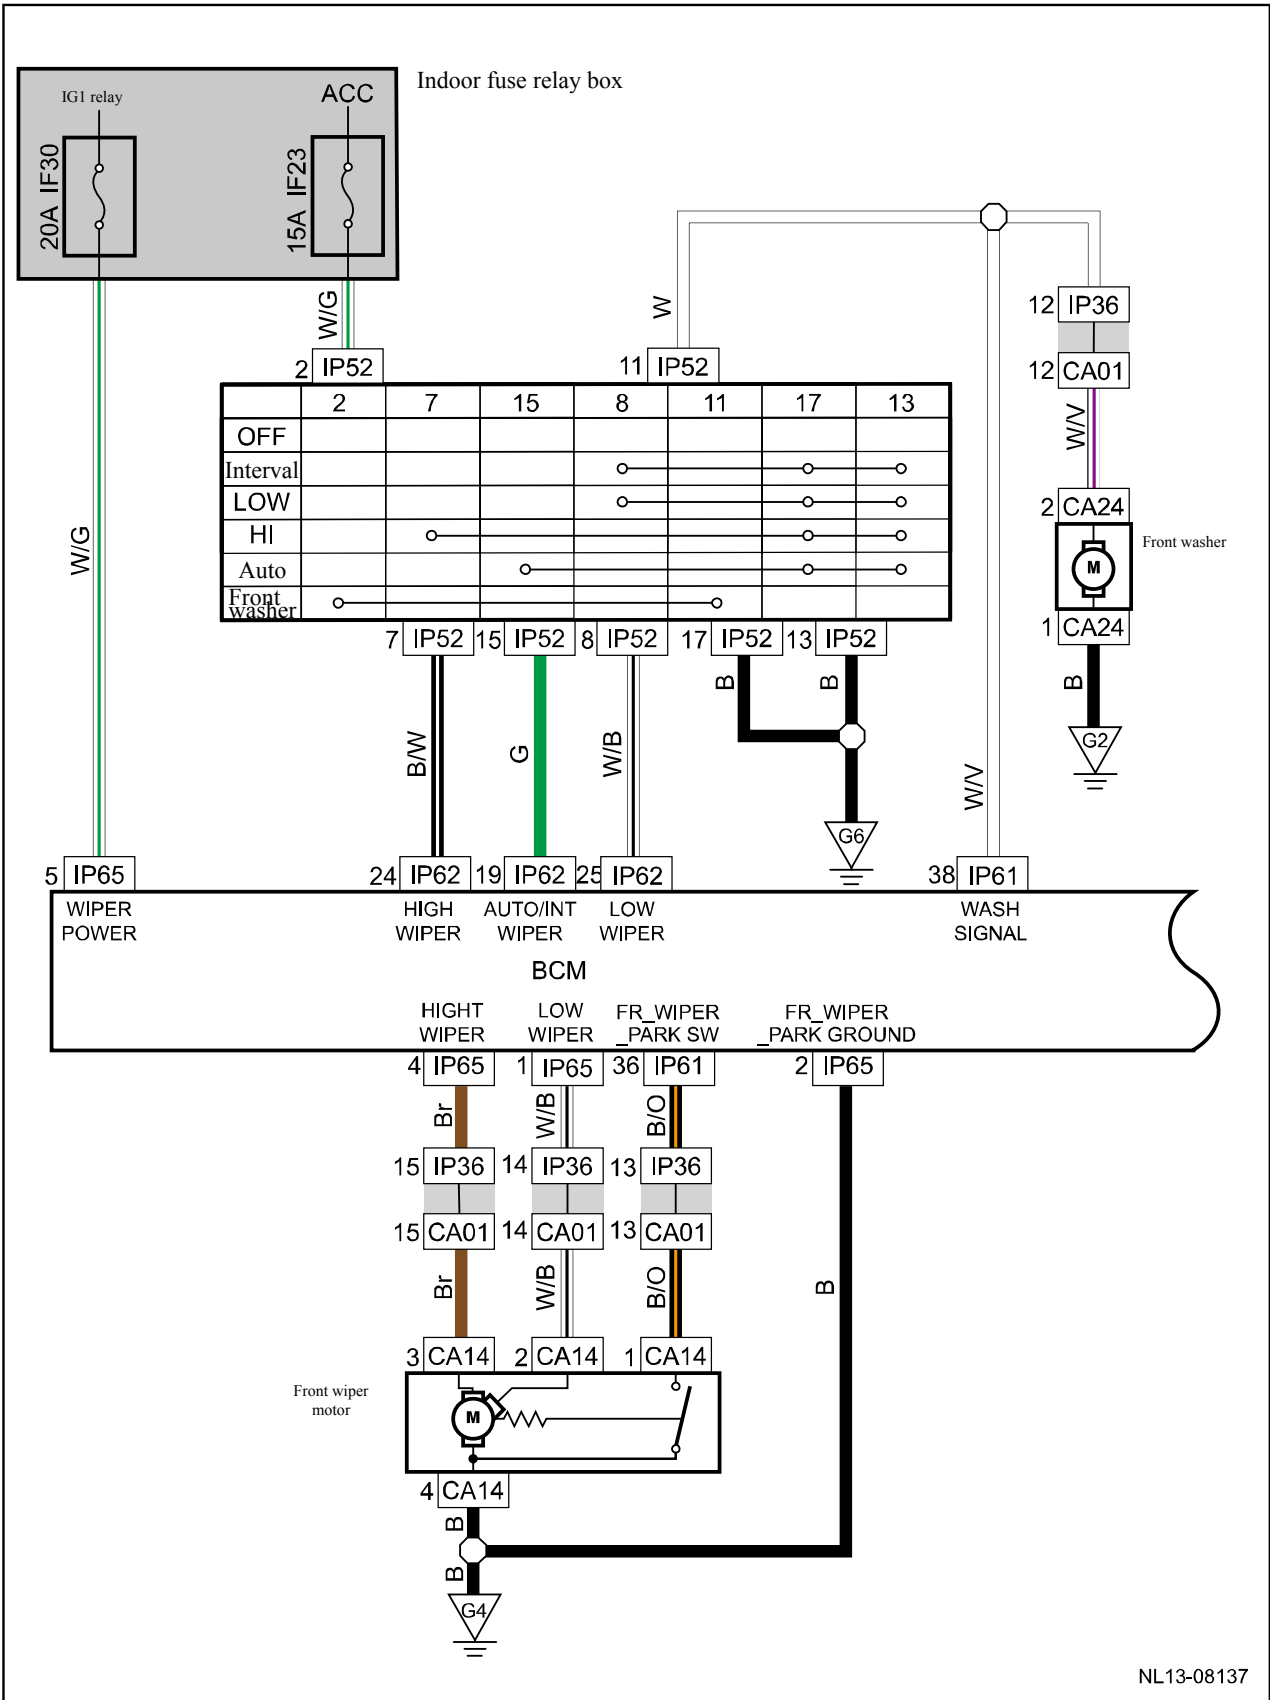 Indoor fuse relay box
IG1 relay
ACC
20A IF30
15A IF23
W/G
W
12 IP36
2 IP52
11 IP52
12 CA01
2 7 15 8 11 17 13
OFF
Interval
LOW
HI
Auto
Front
washer
W/G
W/V
2 CA24
M
Front washer
1 CA24
7 IP52
15 IP52
8 IP52
17 IP52
13 IP52
B
B
B
G2
B/W
G
W/B
W/V
G6
5 IP65
24 IP62
19 IP62
25 IP62
38 IP61
WIPER
POWER
HIGH
WIPER
AUTO/INT
WIPER
LOW
WIPER
WASH
SIGNAL
BCM
HIGHT
WIPER
LOW
WIPER
FR_WIPER
_PARK SW
FR_WIPER
_PARK GROUND
4 IP65
1 IP65
36 IP61
2 IP65
Br
W/B
B/O
15 IP36
14 IP36
13 IP36
15 CA01
14 CA01
13 CA01
Br
W/B
B/O
B
3 CA14
2 CA14
1 CA14
Front wiper
motor
M
4 CA14
B
B
G4
NL13-08137